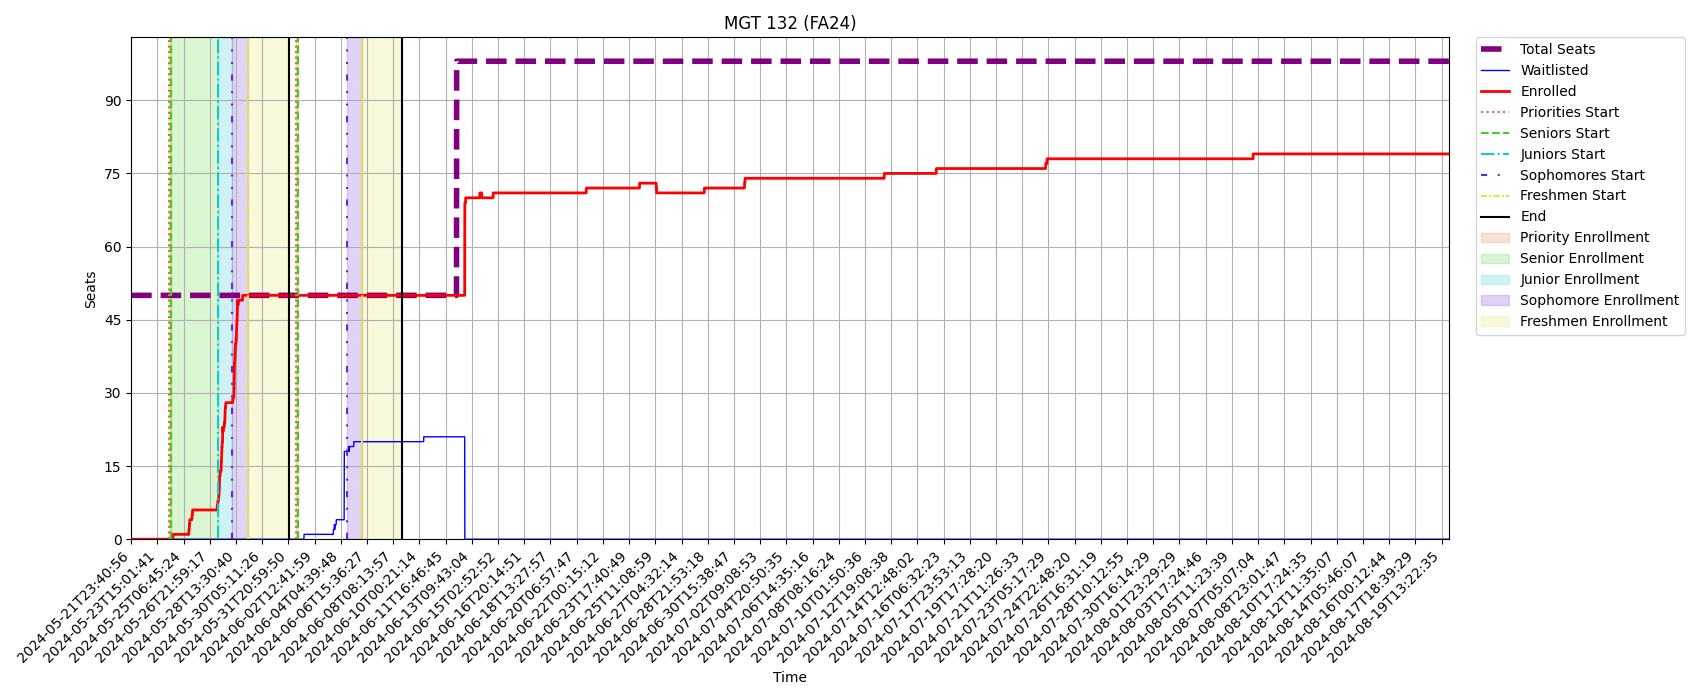 MGT 132 (FA24)
Total Seats
Waitlisted
Enrolled
Priorities Start
Seniors Start
Juniors Start
Sophomores Start
Freshmen Start
End
Priority Enrollment
Senior Enrollment
Junior Enrollment
Sophomore Enrollment
Freshmen Enrollment
Seats
90
75
60
45
30
15
0
2024-05-21T23:40:56
2024-05-23T15:01:41
2024-05-25T06:45:24
2024-05-26T21:59:17
2024-05-28T13:30:40
2024-05-30T05:11:26
2024-05-31T20:59:50
2024-06-02T12:41:59
2024-06-04T04:39:48
2024-06-06T15:36:27
2024-06-08T08:13:57
2024-06-10T00:21:14
2024-06-11T16:46:45
2024-06-13T09:43:04
2024-06-15T02:52:52
2024-06-16T20:14:51
2024-06-18T13:27:57
2024-06-20T06:57:47
2024-06-22T00:15:12
2024-06-23T17:40:49
2024-06-25T11:08:59
2024-06-27T04:32:14
2024-06-28T21:53:18
2024-06-30T15:38:47
2024-07-02T09:08:53
2024-07-04T20:50:35
2024-07-06T14:35:16
2024-07-08T08:16:24
2024-07-10T01:50:36
2024-07-12T19:08:38
2024-07-14T12:48:02
2024-07-16T06:32:23
2024-07-17T23:53:13
2024-07-19T17:28:20
2024-07-21T11:26:33
2024-07-23T05:17:29
2024-07-24T22:48:20
2024-07-26T16:31:19
2024-07-28T10:12:55
2024-07-30T16:14:29
2024-08-01T23:29:29
2024-08-03T17:24:46
2024-08-05T11:23:39
2024-08-07T05:07:04
2024-08-08T23:01:47
2024-08-10T17:24:35
2024-08-12T11:35:07
2024-08-14T05:46:07
2024-08-16T00:12:44
2024-08-17T18:39:29
2024-08-19T13:22:35
Time